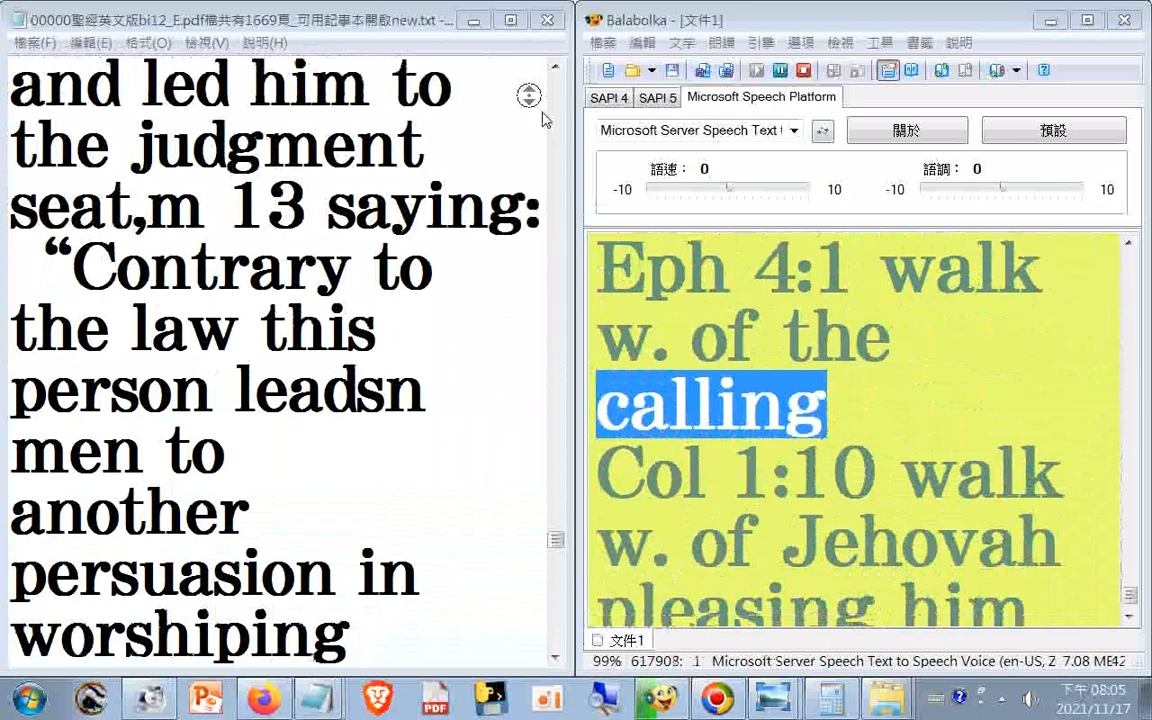 00000聖經英文版bi12_E.pdf檔共有1669頁_可用記事本開啟new.txt -...
檔案(F) 編輯(E) 格式(O) 檢視(V) 說明(H)
and led him to
the judgment
seat,m 13 saying:
“Contrary to
the law this
person leadsn
men to
another
persuasion in
worshiping
Balabolka - [文件1]
檔案 編輯 文字 朗讀 引擎 選項 檢視 工具 書籤 說明
SAPI 4 SAPI 5 Microsoft Speech Platform
Microsoft Server Speech Text 關於 預設
語速： 0 語調： 0
-10 10 -10 10
Eph 4:1 walk
w. of the
calling
Col 1:10 walk
w. of Jehovah
pleasing him
文件1
99% 617908: 1 Microsoft Server Speech Text to Speech Voice (en-US, Z 7.08 ME42
PDF
下午 08:05
2021/11/17